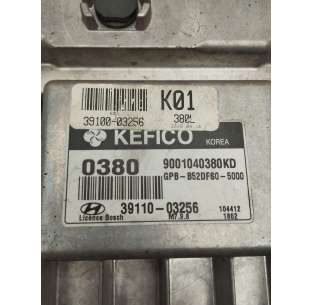 K01
39100-03256
380L
KEFICO KOREA
0380
9001040380KD
GPB-B52DF60-5000
39110-03256
Licence Bosch
M7.9.8
104412
1802